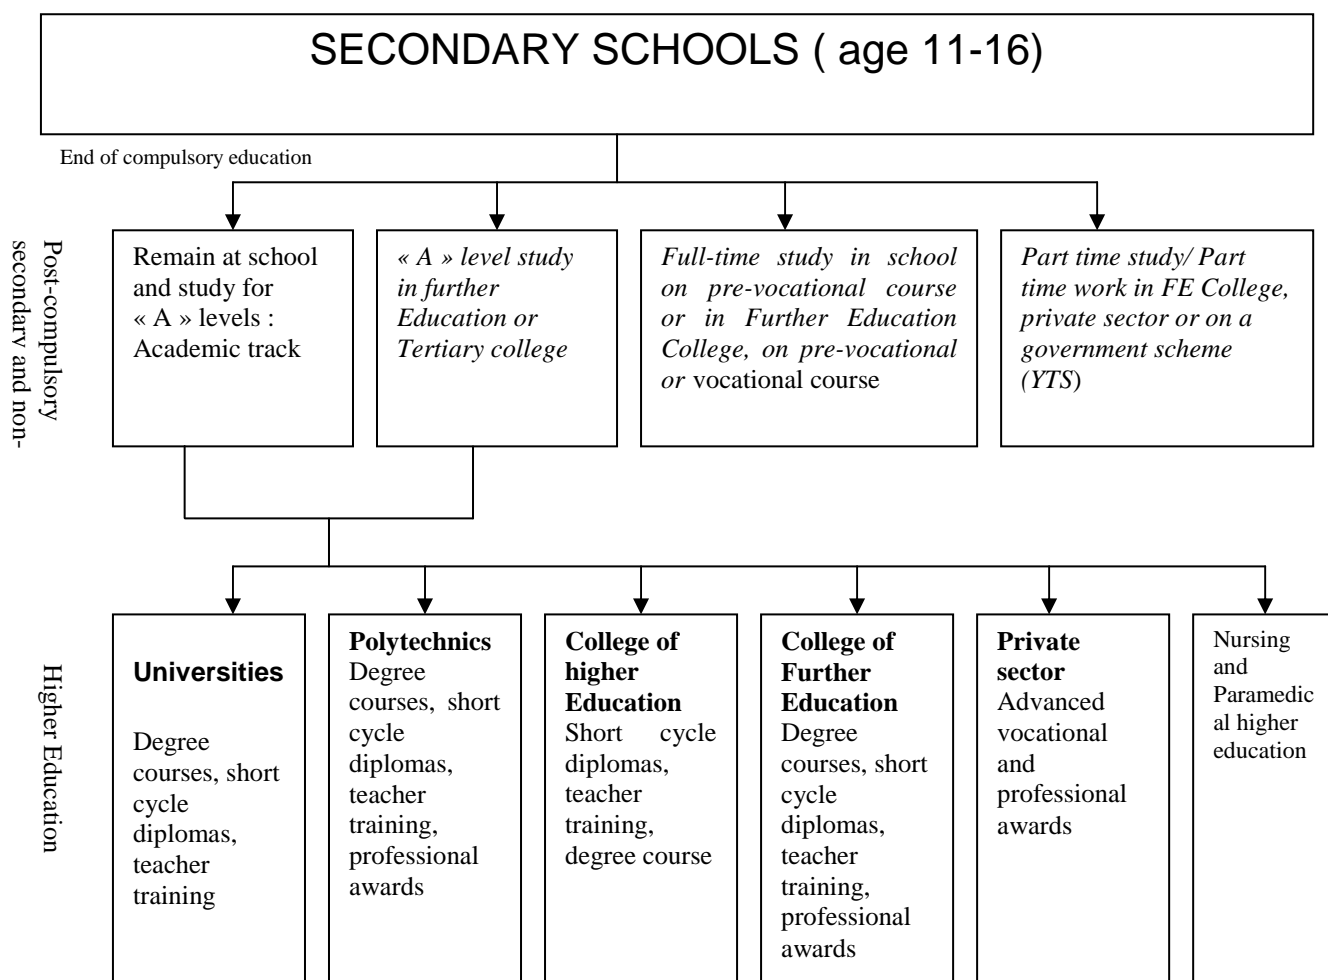 SECONDARY SCHOOLS ( age 11-16)
End of compulsory education
Post-compulsory
secondary and non-
Remain at school
and study for
« A » levels :
Academic track
« A » level study
in further
Education or
Tertiary college
Full-time study in school
on pre-vocational course
or in Further Education
College, on pre-vocational
or vocational course
Part time study/ Part
time work in FE College,
private sector or on a
government scheme
(YTS)
Higher Education
Universities
Degree
courses, short
cycle
diplomas,
teacher
training
Polytechnics
Degree
courses, short
cycle
diplomas,
teacher
training,
professional
awards
College of
higher
Education
Short cycle
diplomas,
teacher
training,
degree course
College of
Further
Education
Degree
courses, short
cycle
diplomas,
teacher
training,
professional
awards
Private
sector
Advanced
vocational
and
professional
awards
Nursing
and
Paramedic
al higher
education